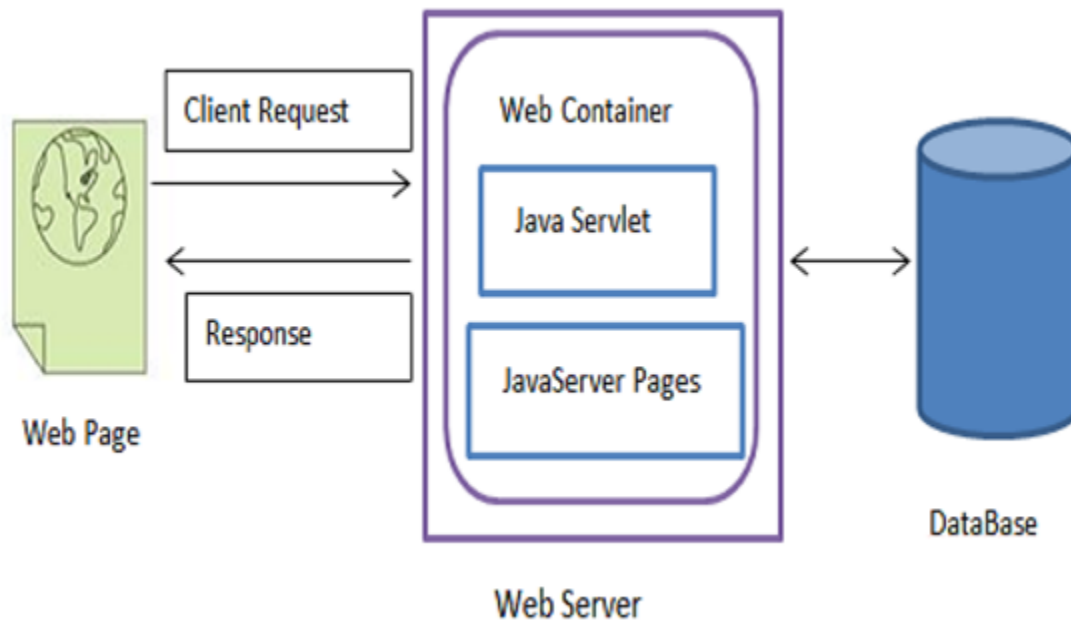 Client Request
Web Container
Java Servlet
Response
JavaServer Pages
Web Page
DataBase
Web Server